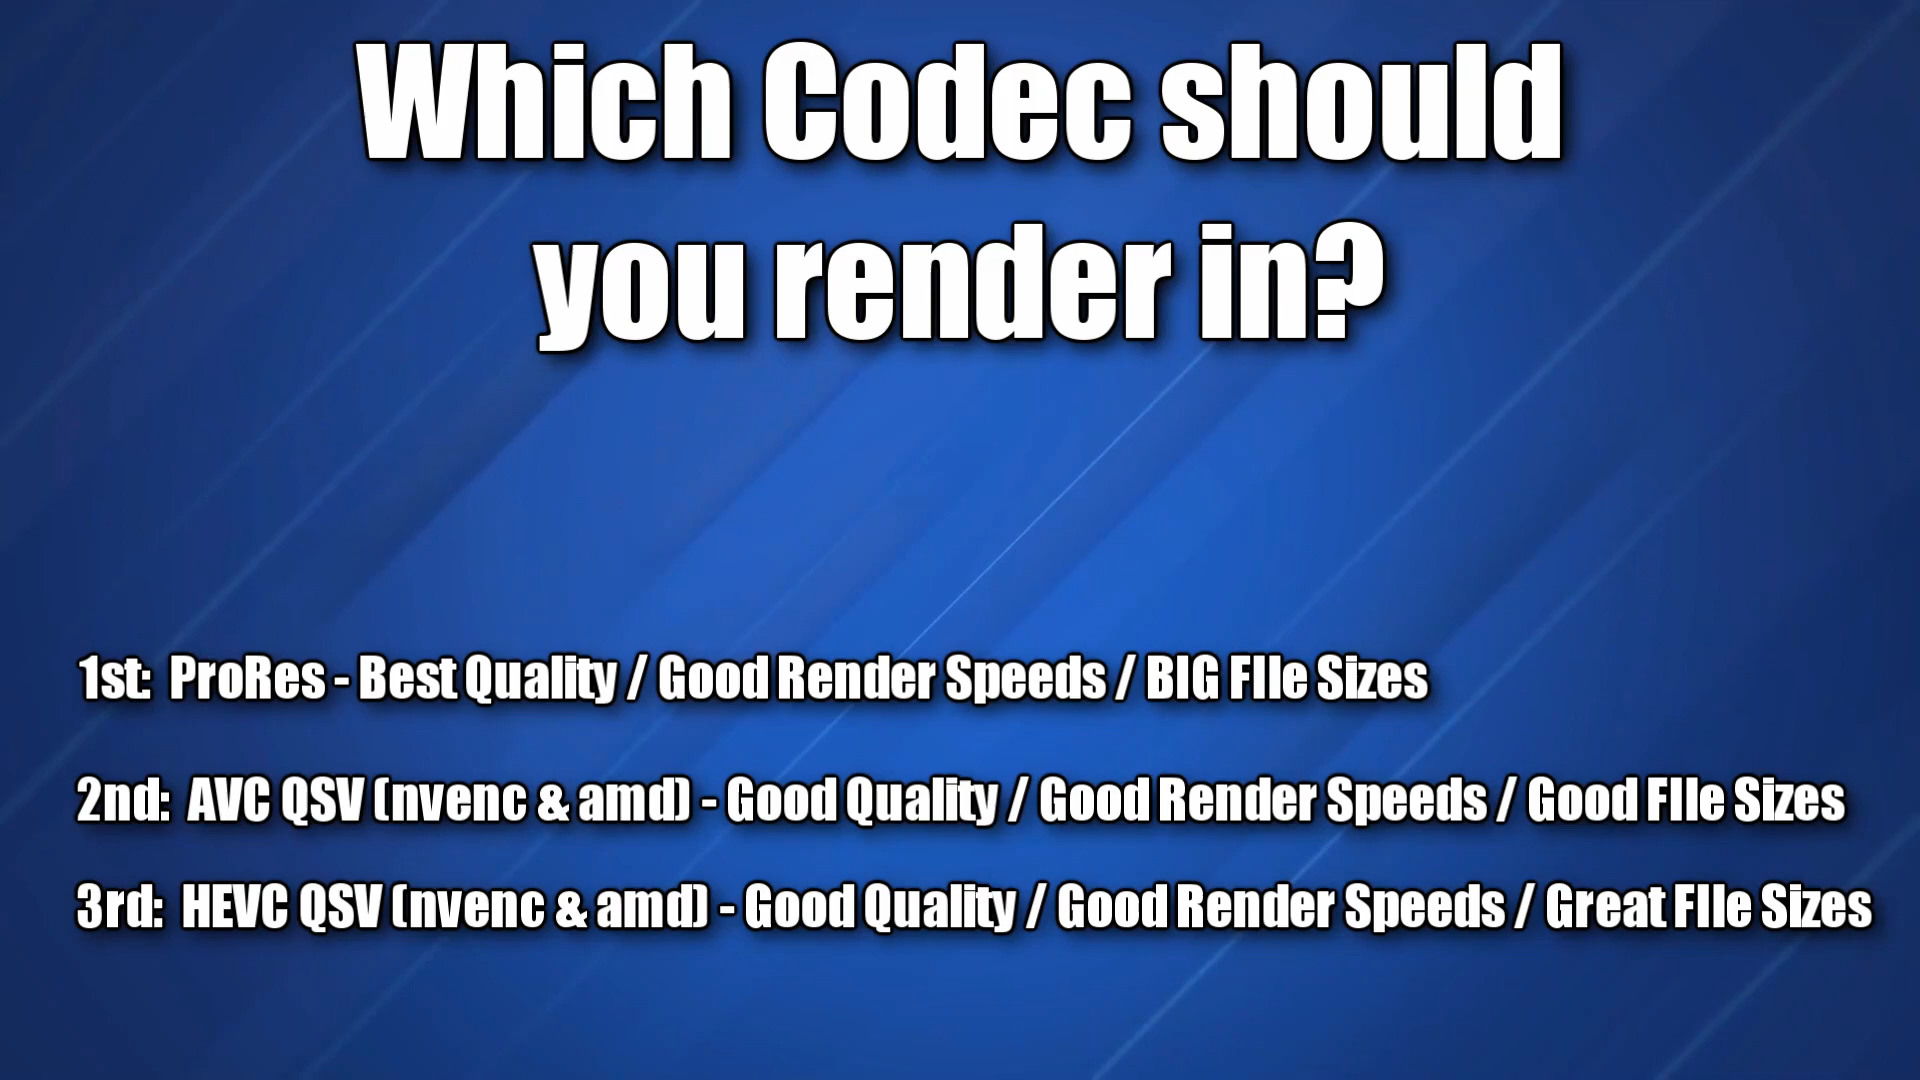 Which Codec should
you render in?
1st: ProRes - Best Quality / Good Render Speeds / BIG FIle Sizes
2nd: AVC QSV (nvenc & amd) - Good Quality / Good Render Speeds / Good FIle Sizes
3rd: HEVC QSV (nvenc & amd) - Good Quality / Good Render Speeds / Great FIle Sizes